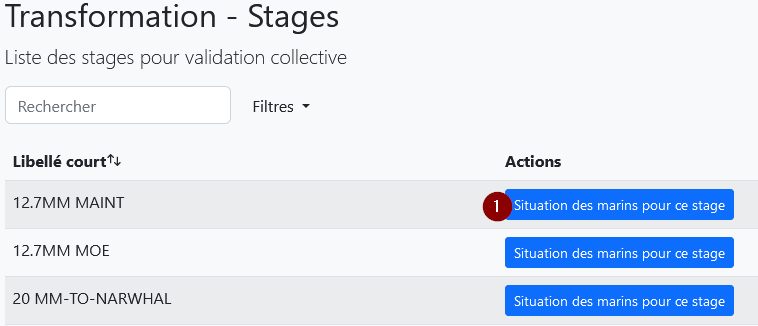 Transformation - Stages
Liste des stages pour validation collective
Rechercher Filtres
Libellé court Actions
12.7MM MAINT 1 Situation des marins pour ce stage
12.7MM MOE Situation des marins pour ce stage
20 MM-TO-NARWHAL Situation des marins pour ce stage